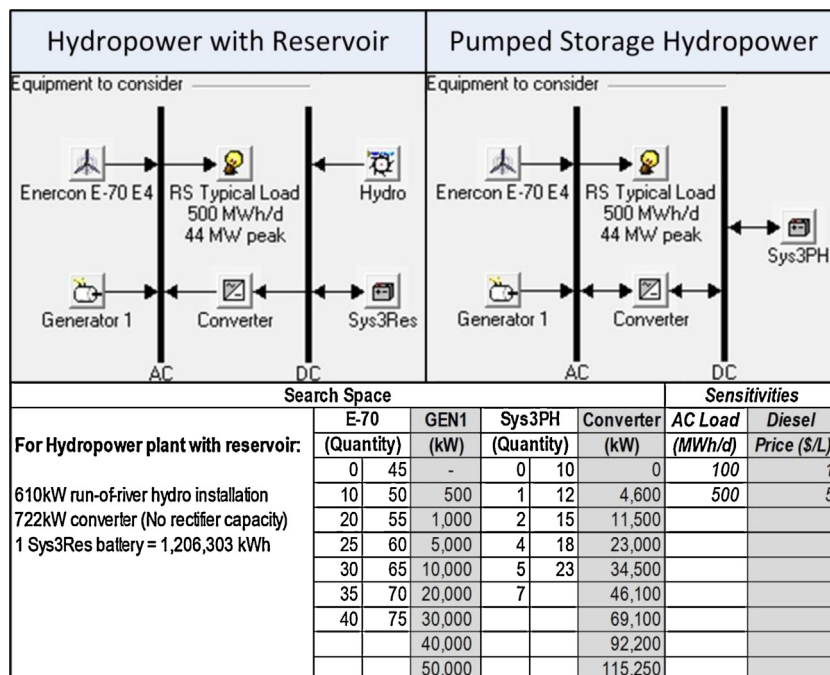 Hydropower with Reservoir
Pumped Storage Hydropower
Equipment to consider
Enercon E-70 E4
RS Typical Load
500 MWh/d
44 MW peak
Hydro
Generator 1
Converter
Sys3Res
AC
DC
Equipment to consider
Enercon E-70 E4
RS Typical Load
500 MWh/d
44 MW peak
Sys3PH
Generator 1
Converter
AC
DC
Search Space Sensitivities
E-70 GEN1 Sys3PH Converter AC Load Diesel
For Hydropower plant with reservoir: (Quantity) (kW) (Quantity) (kW) (MWh/d) Price ($/L)
0 45 - 0 10 0 100
610kW run-of-river hydro installation 10 50 500 1 12 4,600 500
722kW converter (No rectifier capacity) 20 55 1,000 2 15 11,500
1 Sys3Res battery = 1,206,303 kWh 25 60 5,000 4 18 23,000
30 65 10,000 5 23 34,500
35 70 20,000 7 46,100
40 75 30,000 69,100
40,000 92,200
50,000 115,250